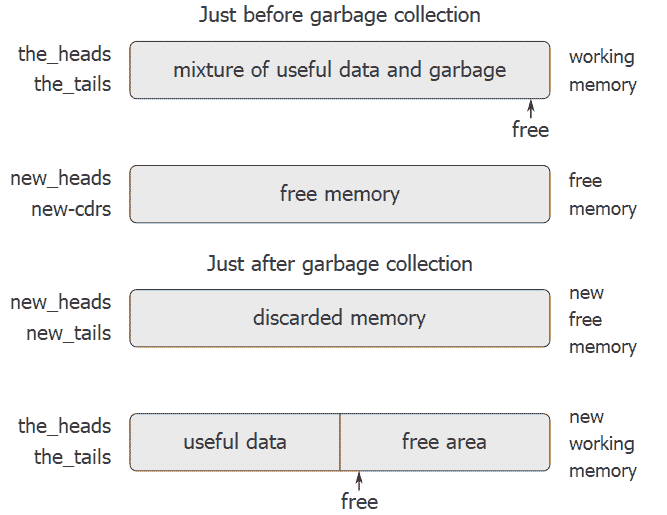 Just before garbage collection
the_heads
the_tails
mixture of useful data and garbage
working
memory
free
new_heads
new-cdrs
free memory
free
memory
Just after garbage collection
new_heads
new_tails
discarded memory
new
free
memory
the_heads
the_tails
useful data
free area
new
working
memory
free